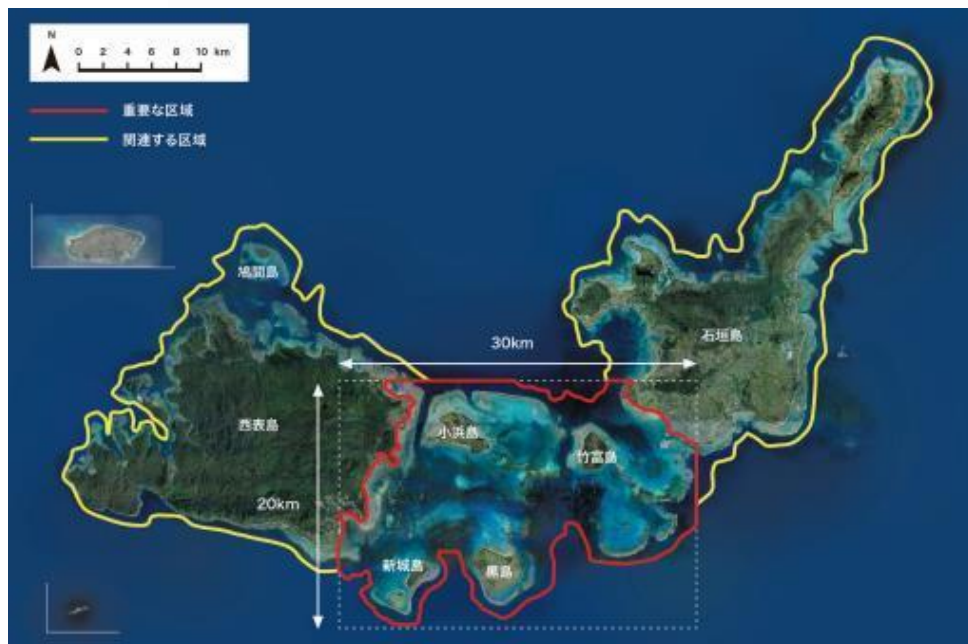 N
0 2 4 6 8 10 km
重要な区域
関連する区域
鳩間島
石垣島
30km
西表島
小浜島
竹富島
20km
新城島
黒島